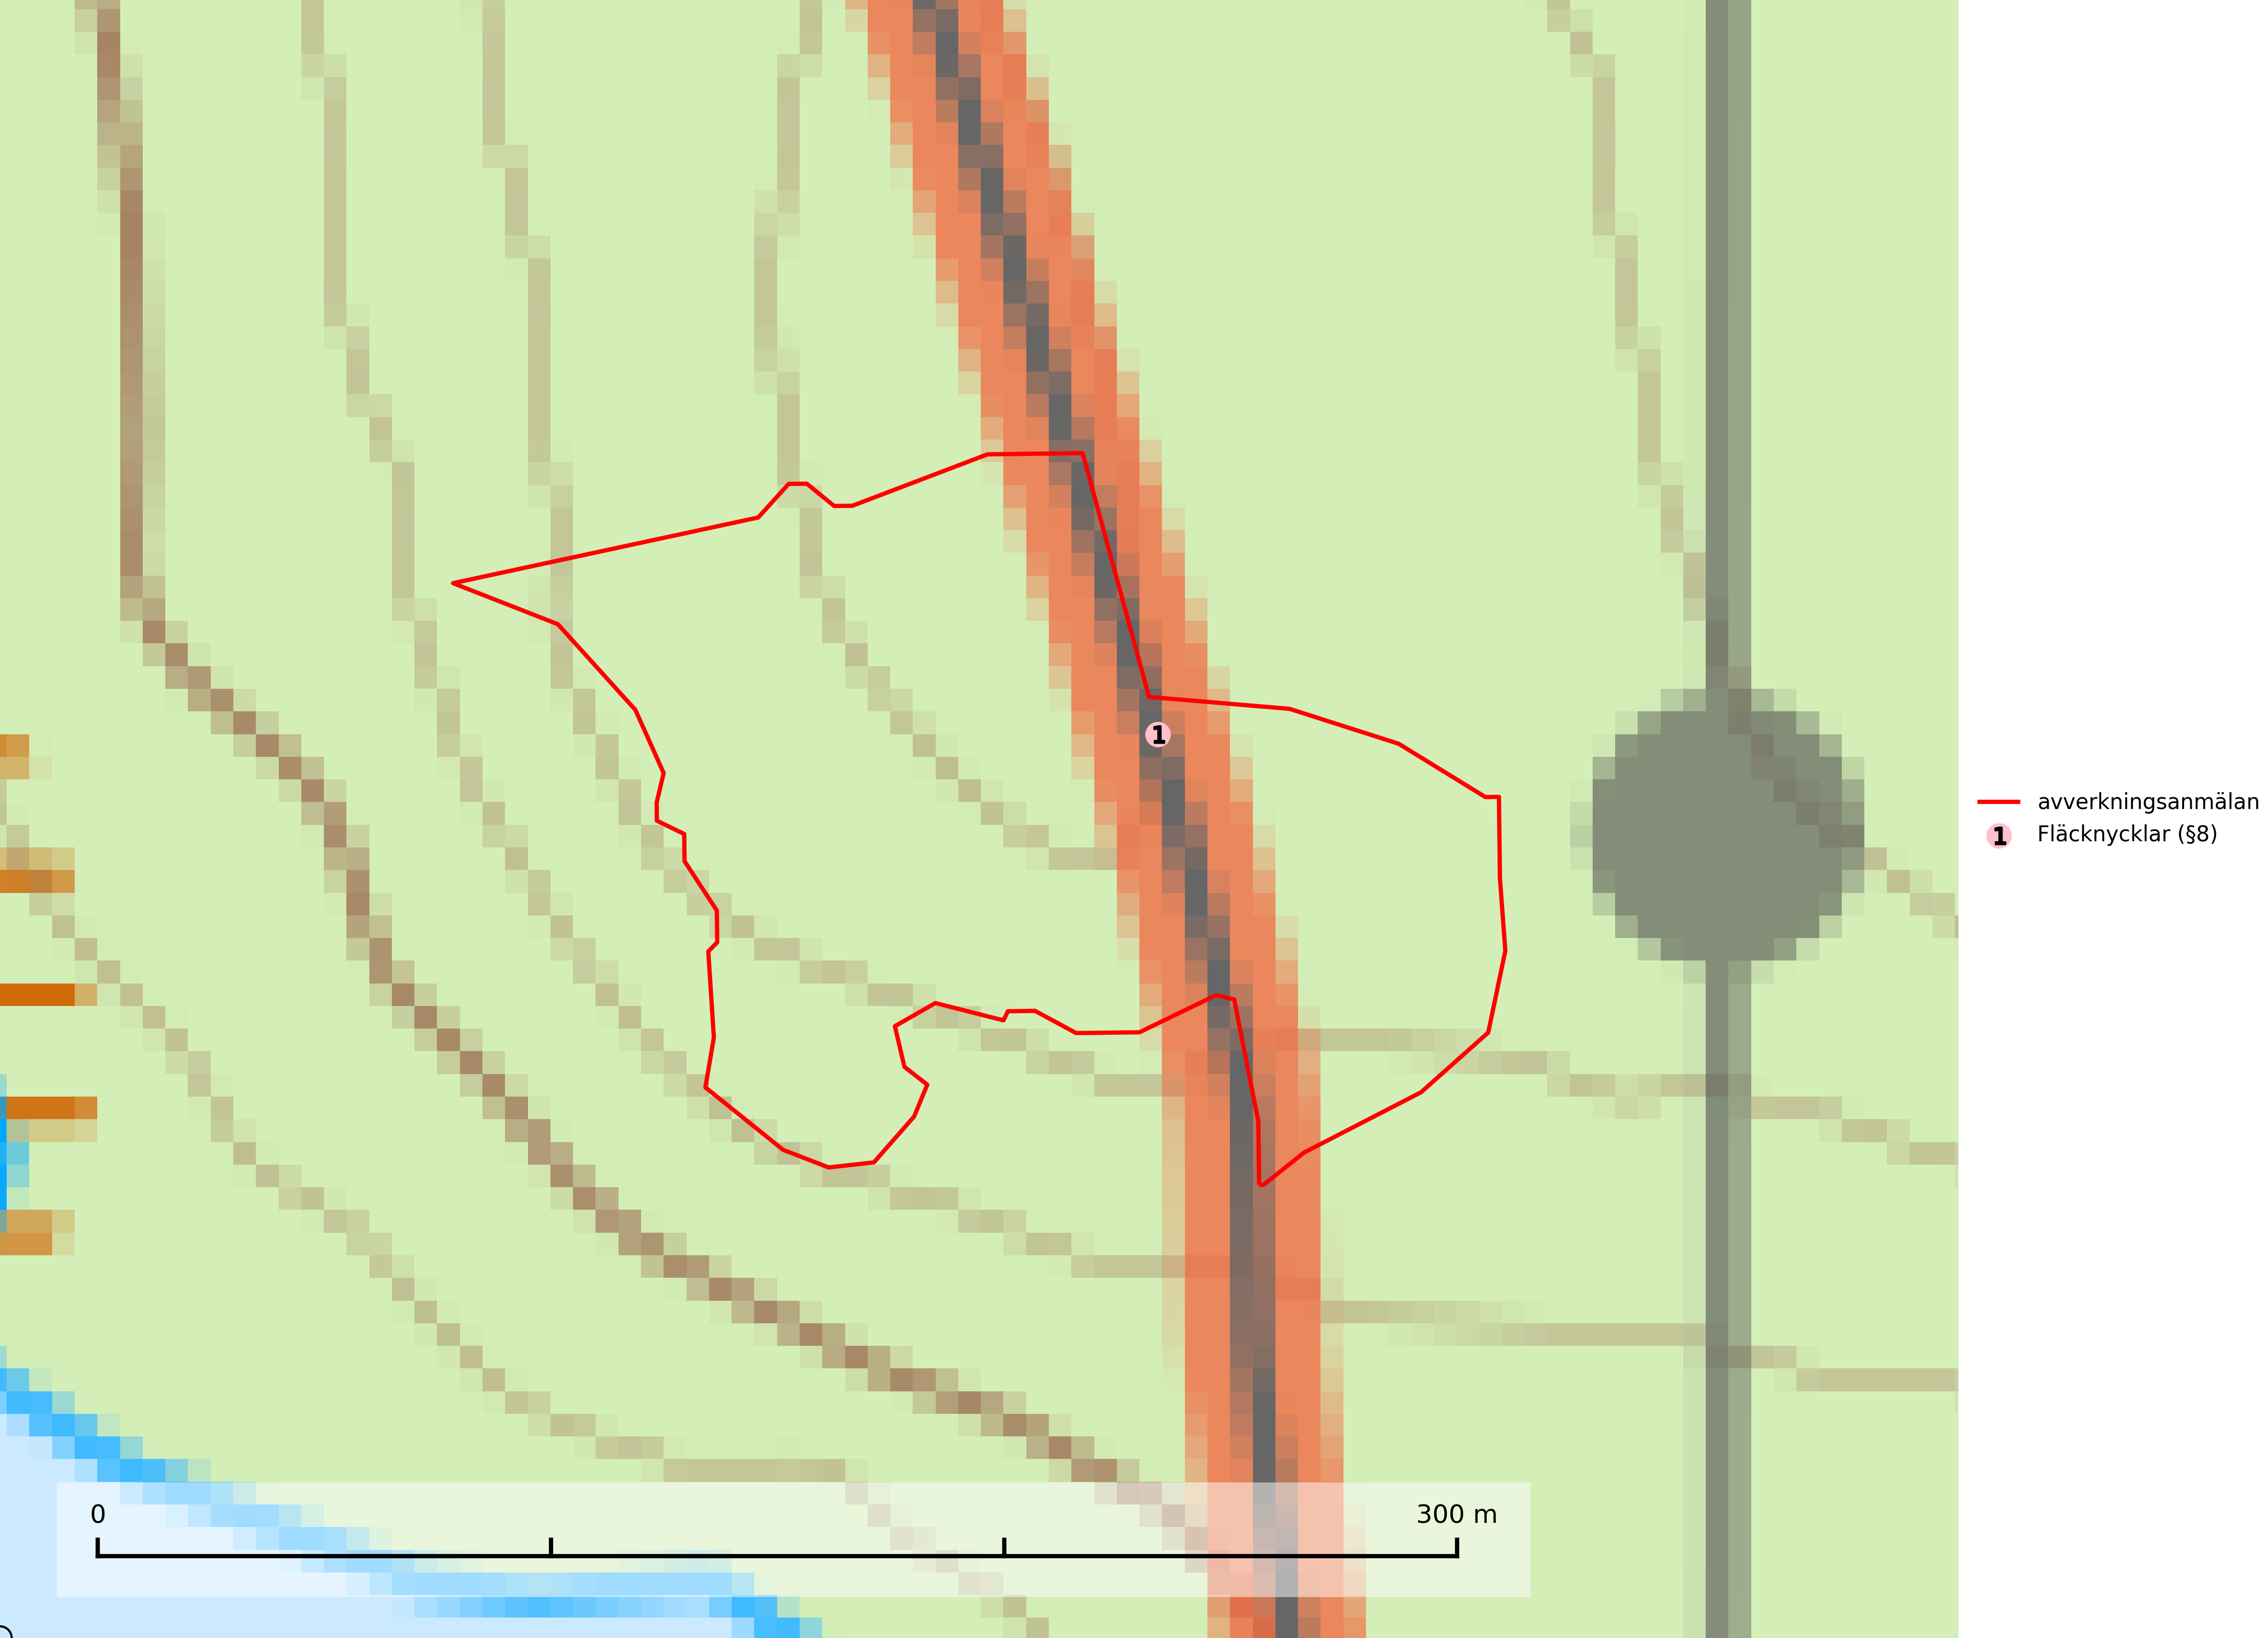 1
avverkningsanmälan
1 Fläcknycklar (§8)
0 300 m